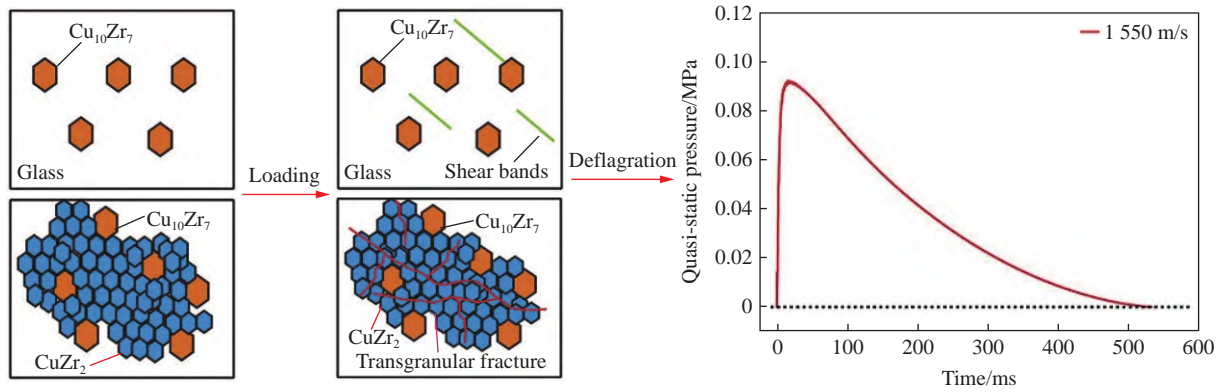 Cu₁₀Zr₇
Glass
Cu₁₀Zr₇
CuZr₂
Loading
Cu₁₀Zr₇
Shear bands
Glass
Cu₁₀Zr₇
CuZr₂
Transgranular fracture
Deflagration
Quasi-static pressure/MPa
0.12
0.10
0.08
0.06
0.04
0.02
0
1 550 m/s
0 100 200 300 400 500 600
Time/ms